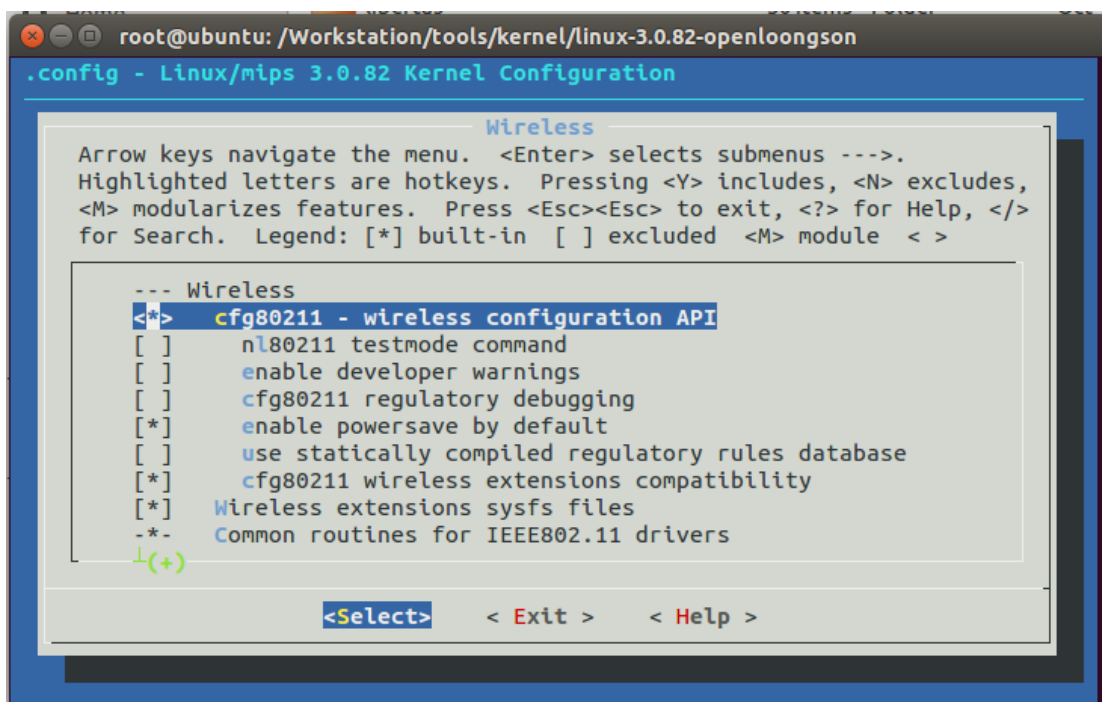 root@ubuntu: /Workstation/tools/kernel/linux-3.0.82-openloongson
.config - Linux/mips 3.0.82 Kernel Configuration
Wireless
Arrow keys navigate the menu.  <Enter> selects submenus --->.
Highlighted letters are hotkeys.  Pressing <Y> includes, <N> excludes,
<M> modularizes features.  Press <Esc><Esc> to exit, <?> for Help, </>
for Search.  Legend: [*] built-in  [ ] excluded  <M> module  < >
--- Wireless
<*>   cfg80211 - wireless configuration API
[ ]     nl80211 testmode command
[ ]     enable developer warnings
[ ]     cfg80211 regulatory debugging
[*]     enable powersave by default
[ ]     use statically compiled regulatory rules database
[*]     cfg80211 wireless extensions compatibility
[*]   Wireless extensions sysfs files
-*-   Common routines for IEEE802.11 drivers
┴(+)
<Select>    < Exit >    < Help >